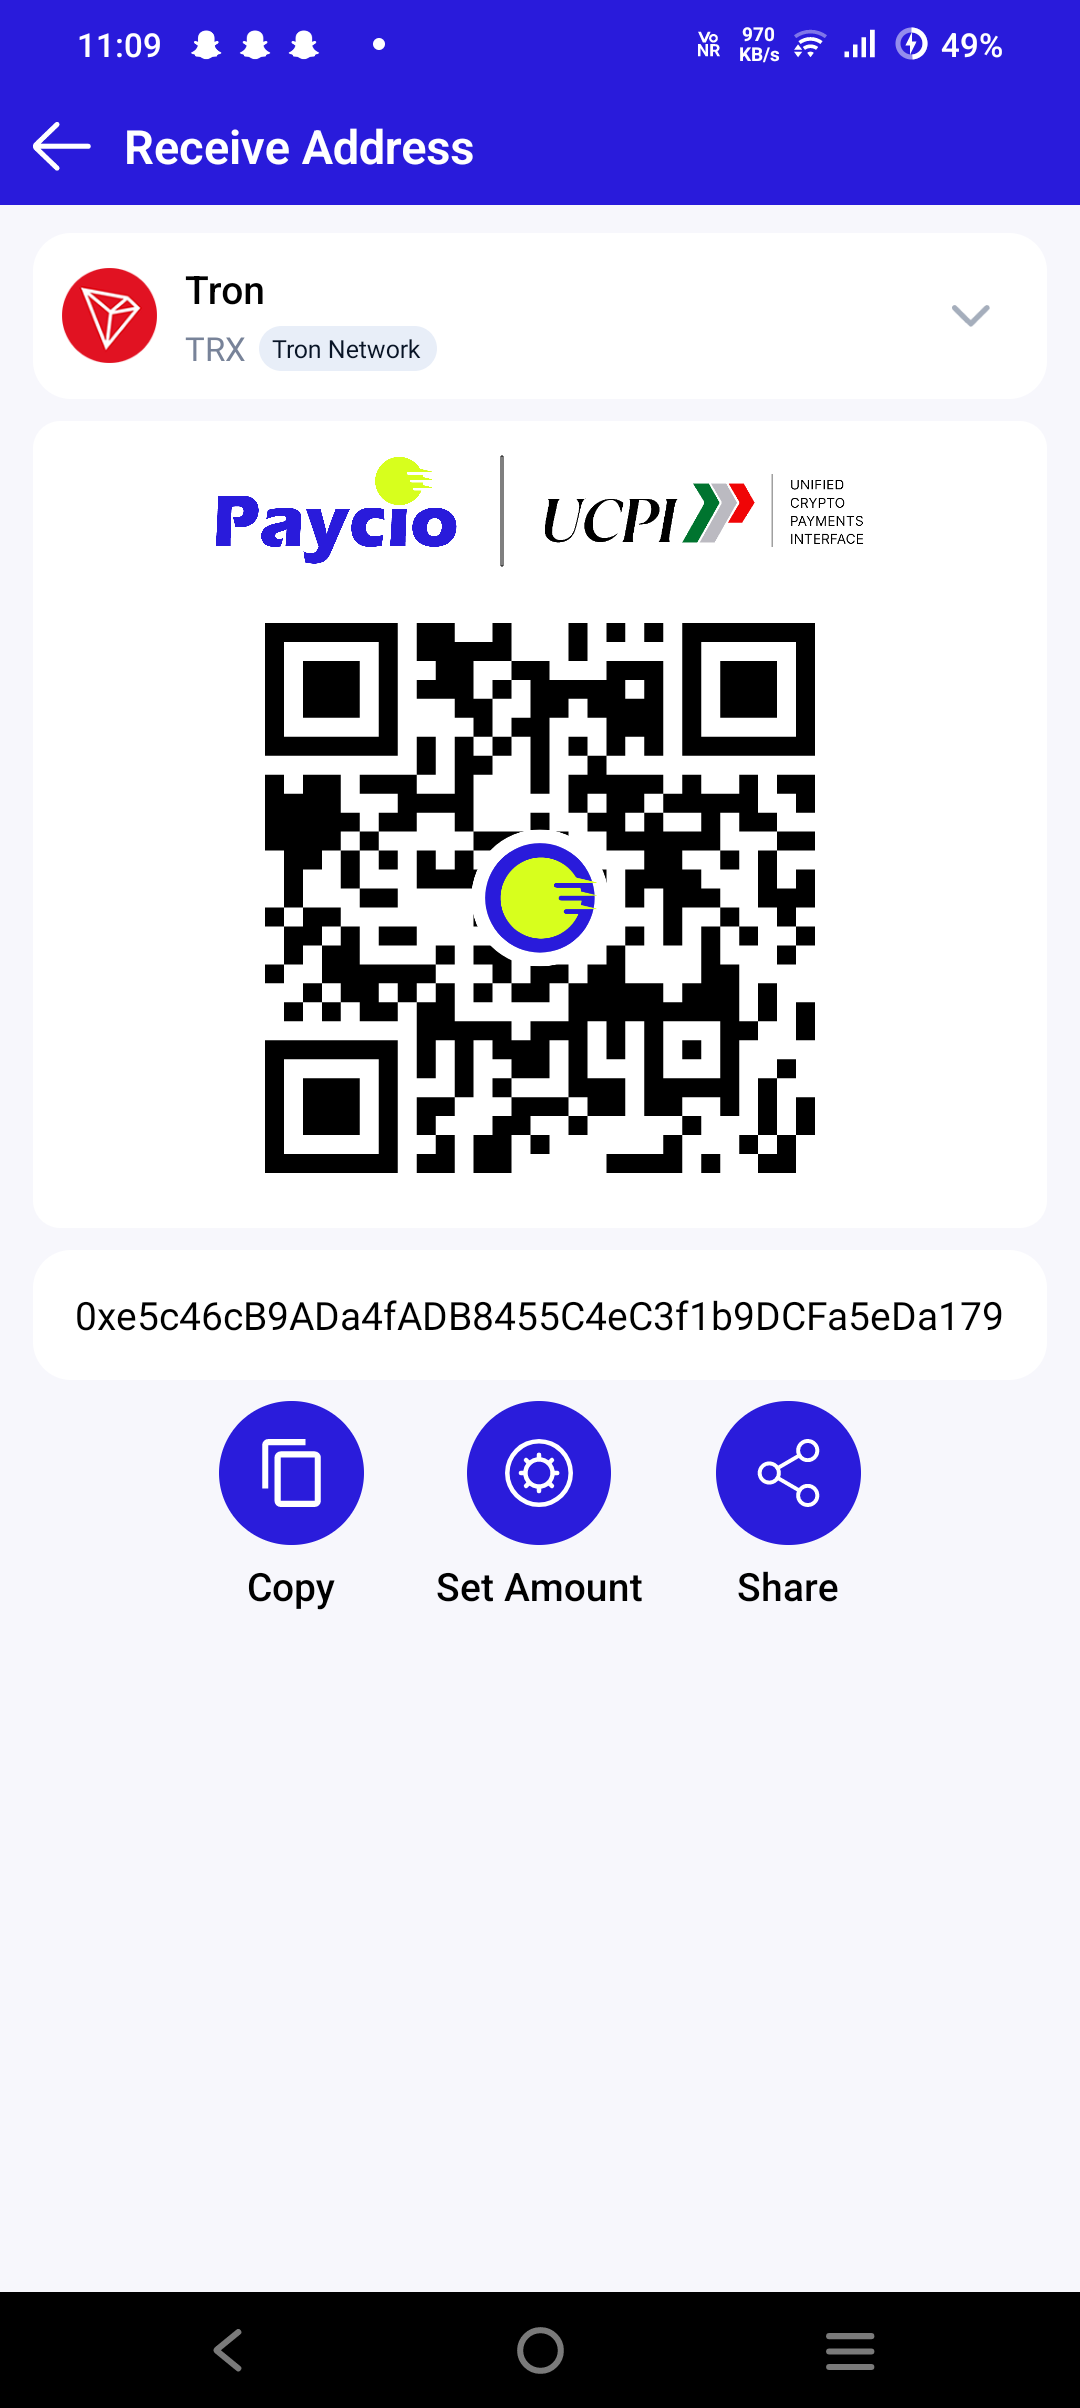 11:09
Vo
NR
970
KB/s
49%
Receive Address
Tron
TRX Tron Network
Paycio
UCPI
UNIFIED
CRYPTO
PAYMENTS
INTERFACE
0xe5c46cB9ADa4fADB8455C4eC3f1b9DCFa5eDa179
Copy
Set Amount
Share